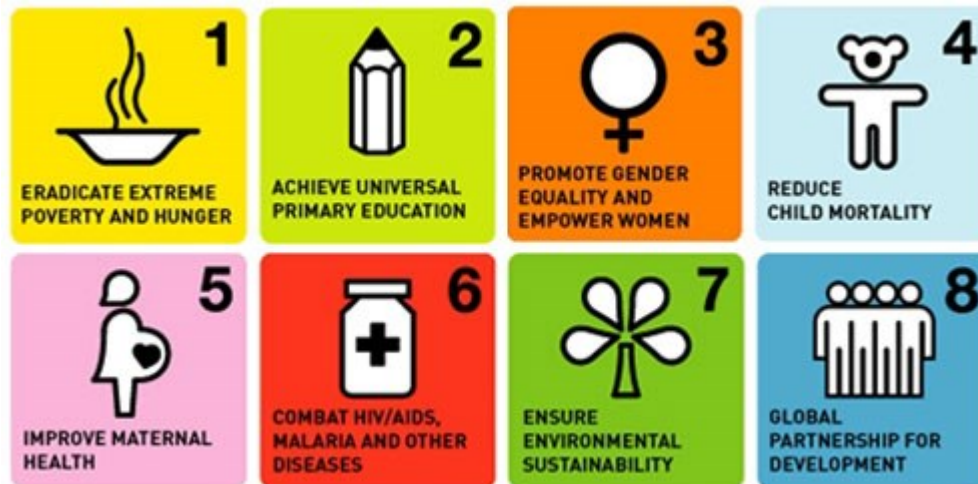 1
ERADICATE EXTREME
POVERTY AND HUNGER
2
ACHIEVE UNIVERSAL
PRIMARY EDUCATION
3
PROMOTE GENDER
EQUALITY AND
EMPOWER WOMEN
4
REDUCE
CHILD MORTALITY
5
IMPROVE MATERNAL
HEALTH
6
COMBAT HIV/AIDS,
MALARIA AND OTHER
DISEASES
7
ENSURE
ENVIRONMENTAL
SUSTAINABILITY
8
GLOBAL
PARTNERSHIP FOR
DEVELOPMENT